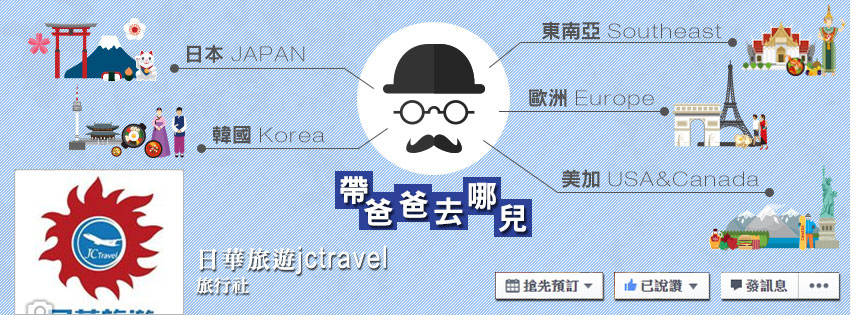 日本 JAPAN
韓國 Korea
東南亞 Southeast
歐洲 Europe
美加 USA&Canada
帶爸爸去哪兒
JC Travel
日華旅遊jctravel
旅行社
搶先預訂
已說讚
發訊息